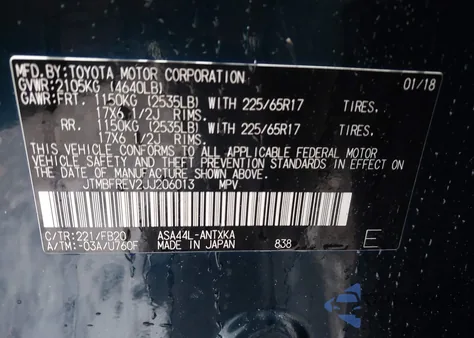 MFD.BY:TOYOTA MOTOR CORPORATION 01/18
GVWR:2105KG (4640LB)
GAWR:FRT. 1150KG (2535LB) WITH 225/65R17 TIRES.
17X6 1/2J RIMS.
RR. 1150KG (2535LB) WITH 225/65R17 TIRES.
17X6 1/2J RIMS.
THIS VEHICLE CONFORMS TO ALL APPLICABLE FEDERAL MOTOR
VEHICLE SAFETY AND THEFT PREVENTION STANDARDS IN EFFECT ON
THE DATE OF MANUFACTURE SHOWN ABOVE.
JTMBFREV2JJ206013 MPV
C/TR:221/FB20 ASA44L-ANTXKA
A/TM:-03A/U760F MADE IN JAPAN 838 E